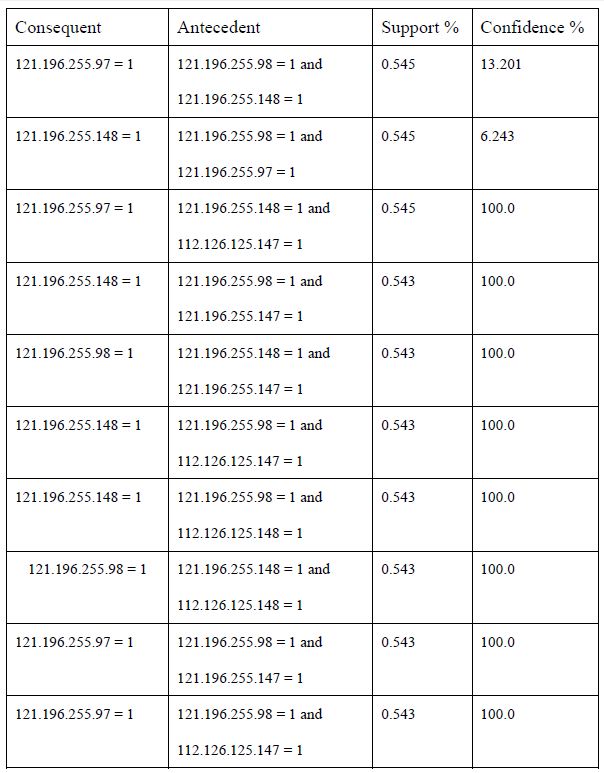 Consequent Antecedent Support % Confidence %
121.196.255.97 = 1 121.196.255.98 = 1 and 0.545 13.201
121.196.255.148 = 1
121.196.255.148 = 1 121.196.255.98 = 1 and 0.545 6.243
121.196.255.97 = 1
121.196.255.97 = 1 121.196.255.148 = 1 and 0.545 100.0
112.126.125.147 = 1
121.196.255.148 = 1 121.196.255.98 = 1 and 0.543 100.0
121.196.255.147 = 1
121.196.255.98 = 1 121.196.255.148 = 1 and 0.543 100.0
121.196.255.147 = 1
121.196.255.148 = 1 121.196.255.98 = 1 and 0.543 100.0
112.126.125.147 = 1
121.196.255.148 = 1 121.196.255.98 = 1 and 0.543 100.0
112.126.125.148 = 1
121.196.255.98 = 1 121.196.255.148 = 1 and 0.543 100.0
112.126.125.148 = 1
121.196.255.97 = 1 121.196.255.98 = 1 and 0.543 100.0
121.196.255.147 = 1
121.196.255.97 = 1 121.196.255.98 = 1 and 0.543 100.0
112.126.125.147 = 1